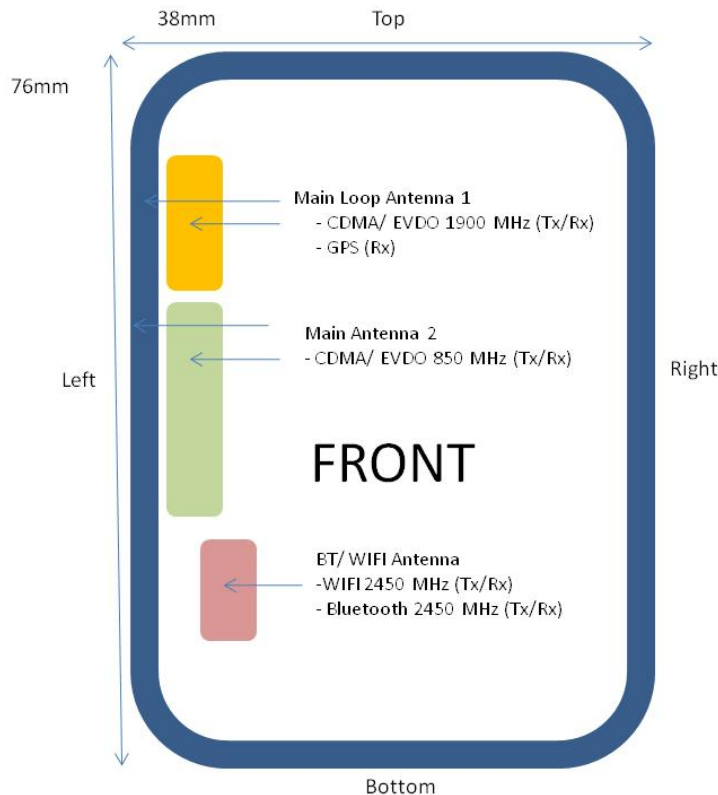 38mm
Top
76mm
Main Loop Antenna 1
- CDMA/ EVDO 1900 MHz (Tx/Rx)
- GPS (Rx)
Main Antenna 2
- CDMA/ EVDO 850 MHz (Tx/Rx)
Left
Right
FRONT
BT/ WIFI Antenna
-WIFI 2450 MHz (Tx/Rx)
- Bluetooth 2450 MHz (Tx/Rx)
Bottom